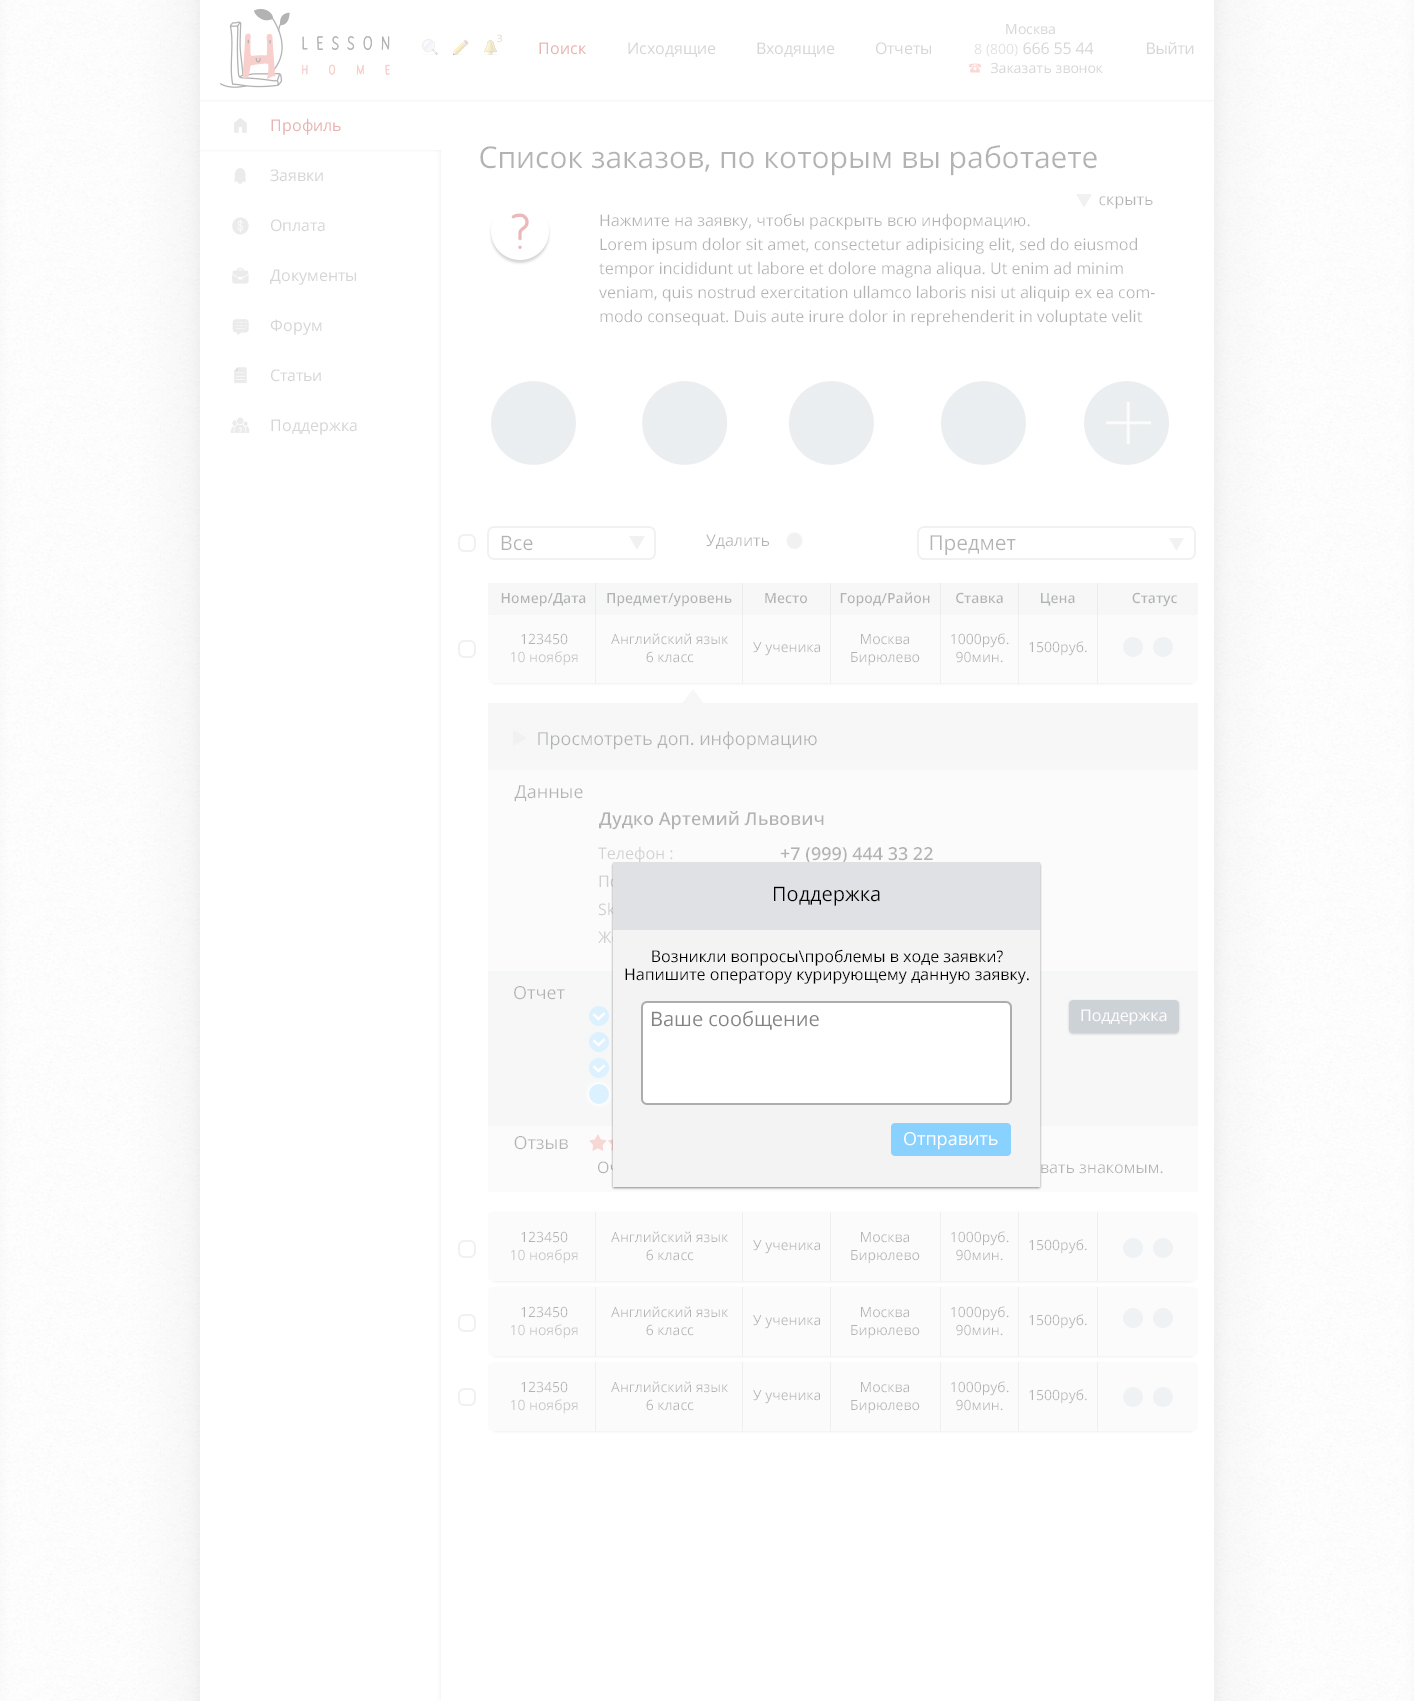 LESSON
HOME
3
Поиск
Исходящие
Входящие
Отчеты
Москва
8 (800) 666 55 44
Заказать звонок
Выйти
Профиль
Заявки
Оплата
Документы
Форум
Статьи
Поддержка
Список заказов, по которым вы работаете
скрыть
?
Нажмите на заявку, чтобы раскрыть всю информацию.
Lorem ipsum dolor sit amet, consectetur adipisicing elit, sed do eiusmod
tempor incididunt ut labore et dolore magna aliqua. Ut enim ad minim
veniam, quis nostrud exercitation ullamco laboris nisi ut aliquip ex ea com-
modo consequat. Duis aute irure dolor in reprehenderit in voluptate velit
Все
Удалить
Предмет
Номер/Дата Предмет/уровень Место Город/Район Ставка Цена Статус
123450 Английский язык У ученика Москва 1000руб. 1500руб.
10 ноября 6 класс Бирюлево 90мин.
Просмотреть доп. информацию
Данные
Дудко Артемий Львович
Телефон : +7 (999) 444 33 22
Поддержка
Возникли вопросы\проблемы в ходе заявки?
Напишите оператору курирующему данную заявку.
Ваше сообщение
Отправить
Отчет
Поддержка
Отзыв
вать знакомым.
123450 Английский язык У ученика Москва 1000руб. 1500руб.
10 ноября 6 класс Бирюлево 90мин.
123450 Английский язык У ученика Москва 1000руб. 1500руб.
10 ноября 6 класс Бирюлево 90мин.
123450 Английский язык У ученика Москва 1000руб. 1500руб.
10 ноября 6 класс Бирюлево 90мин.